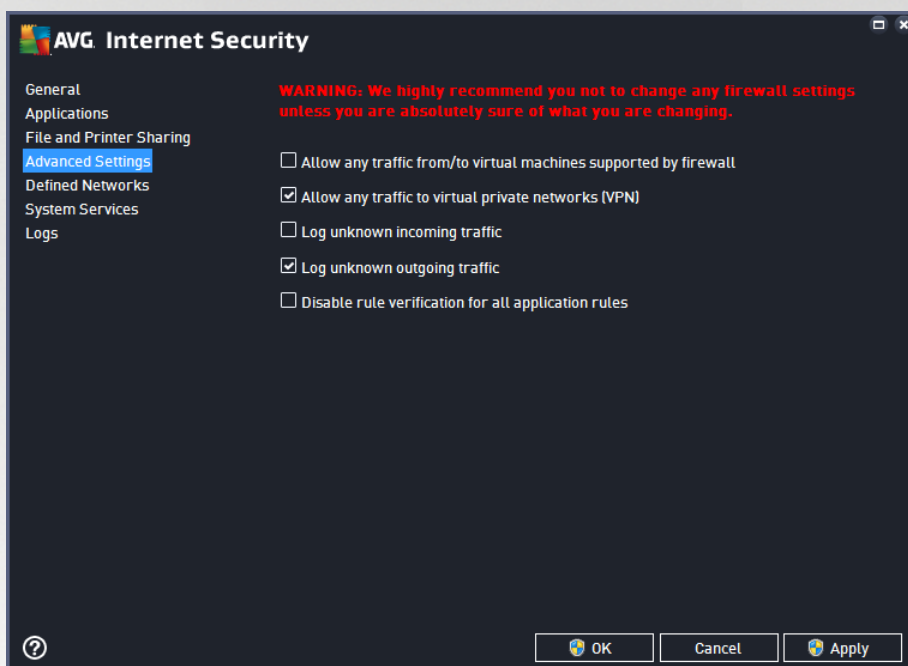 AVG Internet Security
General
Applications
File and Printer Sharing
Advanced Settings
Defined Networks
System Services
Logs
WARNING: We highly recommend you not to change any firewall settings
unless you are absolutely sure of what you are changing.
Allow any traffic from/to virtual machines supported by firewall
Allow any traffic to virtual private networks (VPN)
Log unknown incoming traffic
Log unknown outgoing traffic
Disable rule verification for all application rules
?
OK
Cancel
Apply